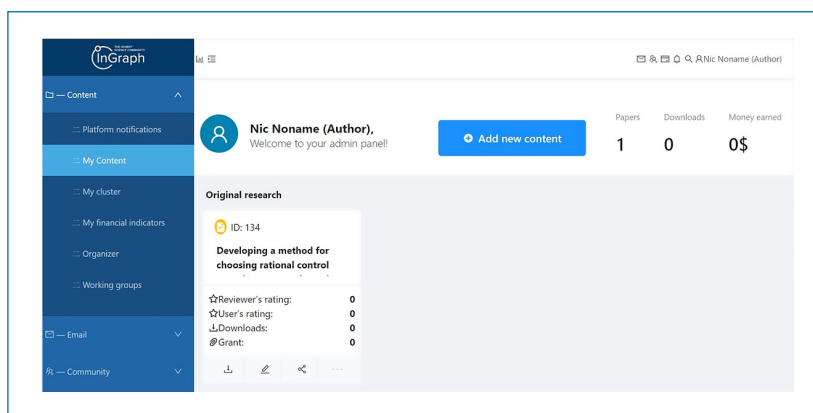 InGraph
Nic Noname (Author)
— Content
Platform notifications
My Content
My cluster
My financial indicators
Organizer
Working groups
— Email
— Community
Nic Noname (Author),
Welcome to your admin panel!
Add new content
Papers Downloads Money earned
1 0 0$
Original research
ID: 134
Developing a method for
choosing rational control
Reviewer's rating: 0
User's rating: 0
Downloads: 0
Grant: 0